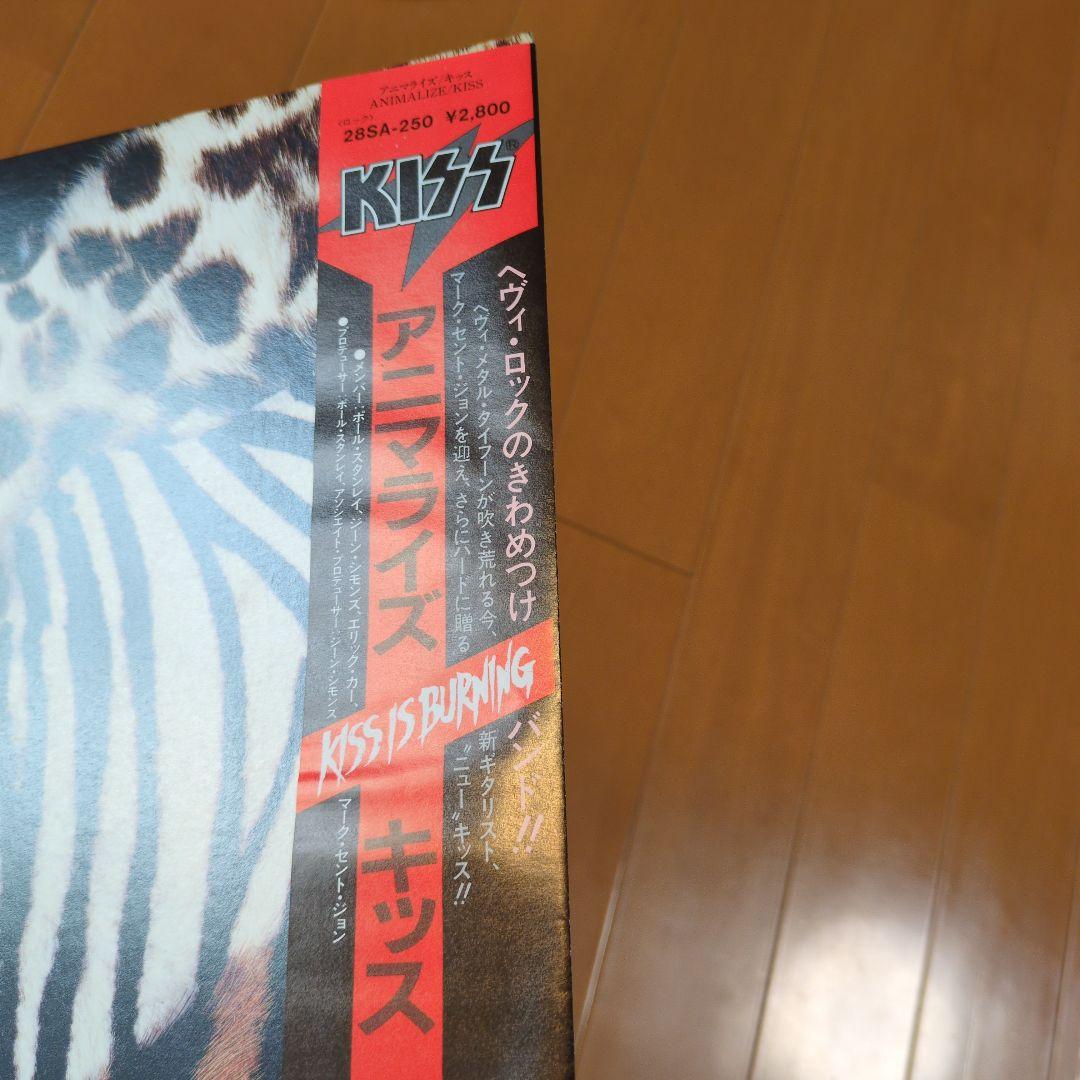 アニマライズ/キッス
ANIMALIZE/KISS
〈ロック〉
28SA-250 ¥2,800
KISS®
ヘヴィ・ロックのきわめつけバンド!!
ヘヴィ・メタル・タイフーンが吹き荒れる今、新ギタリスト、
マーク・セント・ジョンを迎え、さらにハードに贈る“ニュー”キッス!!
アニマライズ
キッス
KISS IS BURNING
●メンバー:ポール・スタンレイ、ジーン・シモンズ、エリック・カー、マーク・セント・ジョン
●プロデューサー:ポール・スタンレイ、アソシエイト・プロデューサー:ジーン・シモンズ